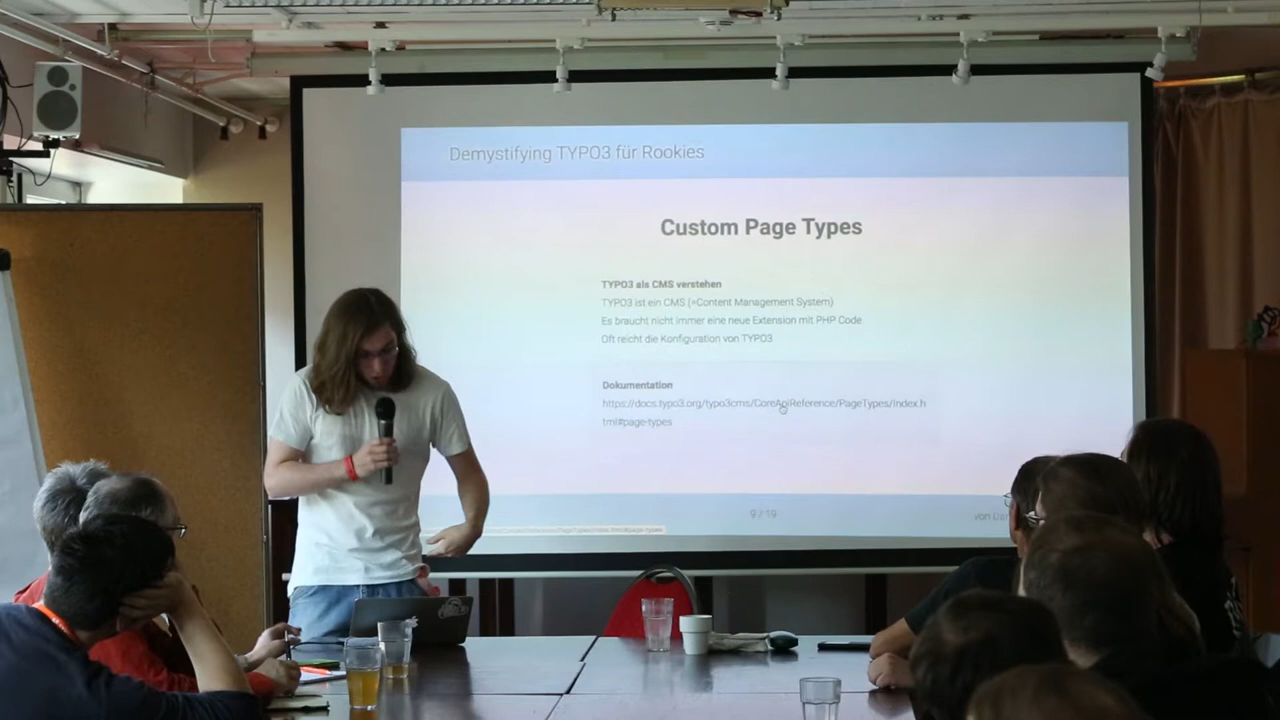 Demystifying TYPO3 für Rookies
Custom Page Types
TYPO3 als CMS verstehen
TYPO3 ist ein CMS (=Content Management System)
Es braucht nicht immer eine neue Extension mit PHP Code
Oft reicht die Konfiguration von TYPO3
Dokumentation
https://docs.typo3.org/typo3cms/CoreApiReference/PageTypes/Index.h
tml#page-types
9 / 19
von